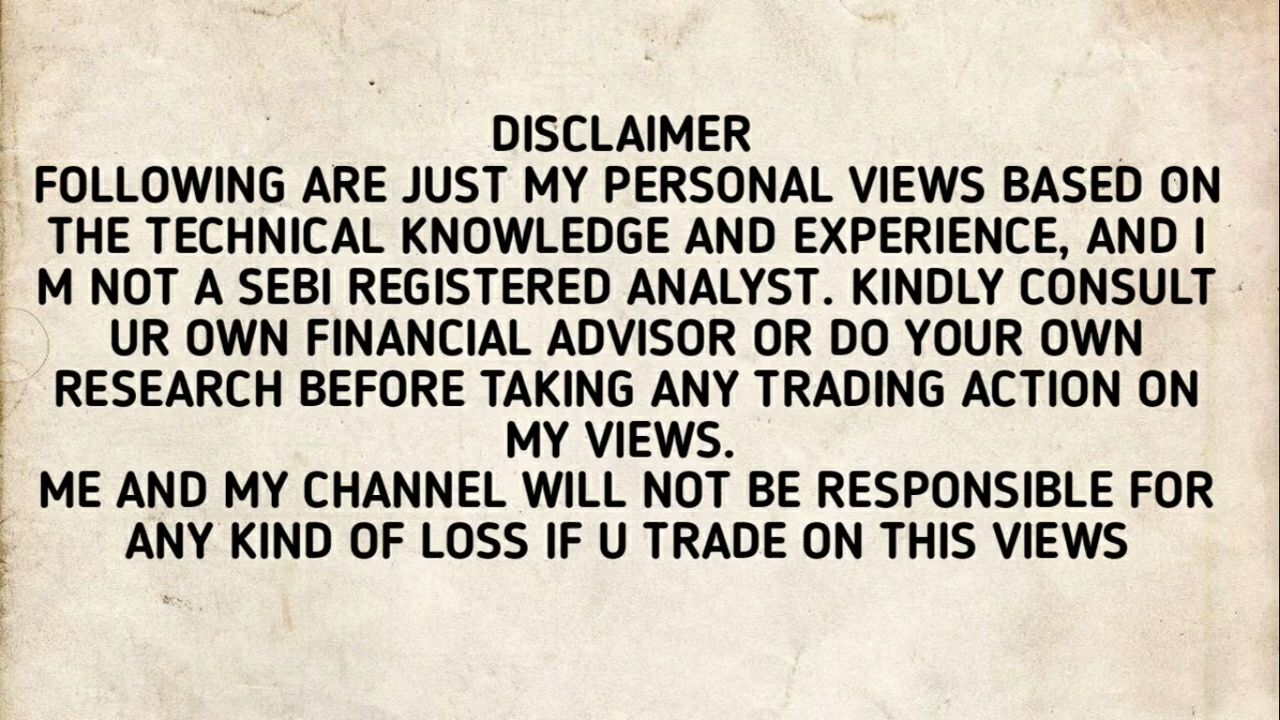 DISCLAIMER
FOLLOWING ARE JUST MY PERSONAL VIEWS BASED ON
THE TECHNICAL KNOWLEDGE AND EXPERIENCE, AND I
M NOT A SEBI REGISTERED ANALYST. KINDLY CONSULT
UR OWN FINANCIAL ADVISOR OR DO YOUR OWN
RESEARCH BEFORE TAKING ANY TRADING ACTION ON
MY VIEWS.
ME AND MY CHANNEL WILL NOT BE RESPONSIBLE FOR
ANY KIND OF LOSS IF U TRADE ON THIS VIEWS